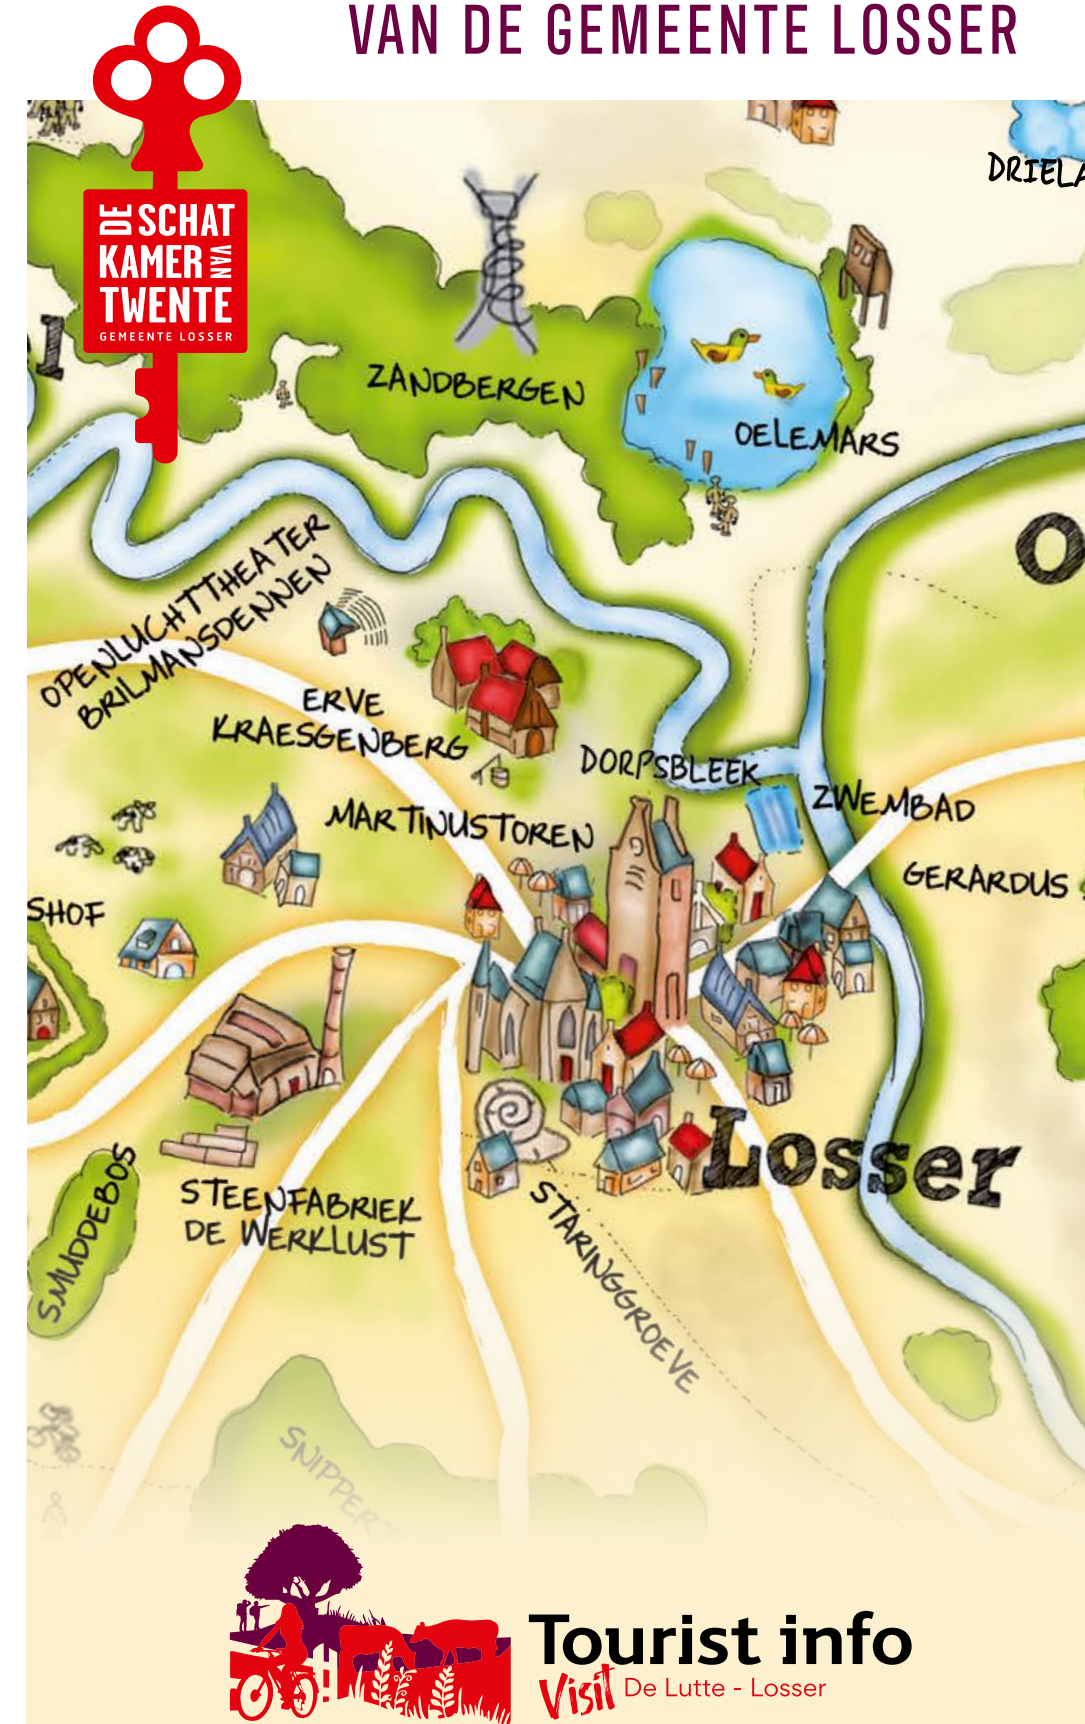 VAN DE GEMEENTE LOSSER
DE SCHAT
KAMER VAN
TWENTE
GEMEENTE LOSSER
DRIELA
ZANDBERGEN
OELEMARS
O
OPENLUCHTTHEATER
BRILMANSDENNEN
ERVE
KRAESGENBERG
DORPSBLEEK
ZWEMBAD
MARTINUSTOREN
GERARDUS
SHOF
Losser
SMUDDEBOS
STEENFABRIEK
DE WERKLUST
STARINGGROEVE
SNIPPERT
Tourist info
Visit De Lutte - Losser